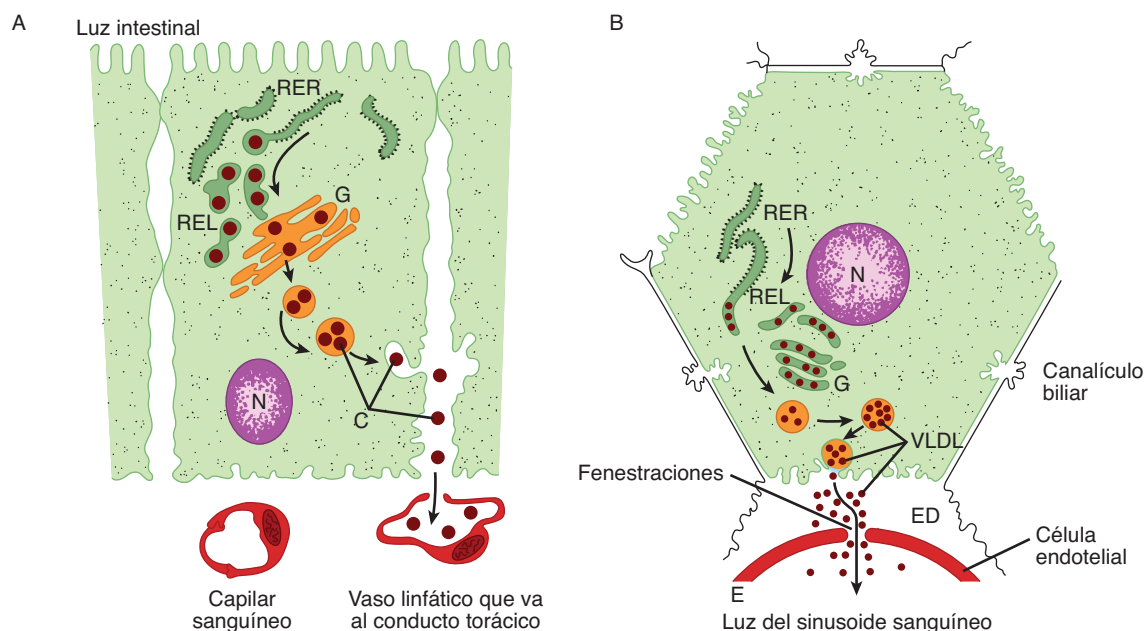 A
Luz intestinal
RER
REL
G
N
C
Capilar
sanguíneo
Vaso linfático que va
al conducto torácico
B
RER
N
REL
G
Canalículo
biliar
VLDL
Fenestraciones
ED
Célula
endotelial
E
Luz del sinusoide sanguíneo